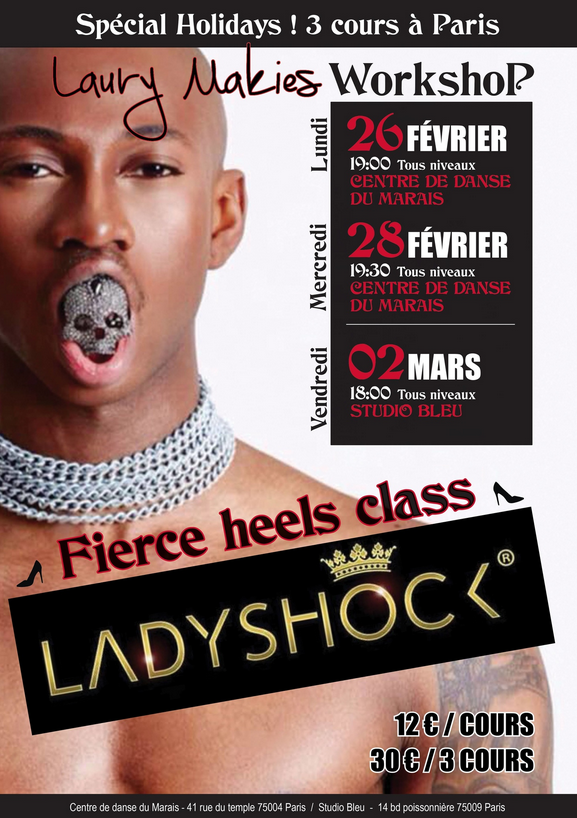 Spécial Holidays ! 3 cours à Paris
Laury Makies WorkshoP
Lundi
26 FÉVRIER
19:00 Tous niveaux
CENTRE DE DANSE
DU MARAIS
Mercredi
28 FÉVRIER
19:30 Tous niveaux
CENTRE DE DANSE
DU MARAIS
Vendredi
02 MARS
18:00 Tous niveaux
STUDIO BLEU
Fierce heels class
LADYSHOCK®
12 € / COURS
30 € / 3 COURS
Centre de danse du Marais - 41 rue du temple 75004 Paris / Studio Bleu - 14 bd poissonnière 75009 Paris